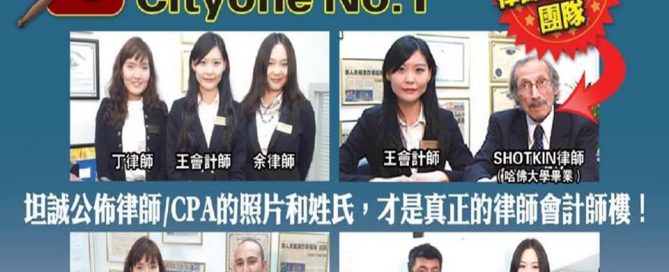 CityOne No.1
團隊
丁律師
王會計師
余律師
王會計師
SHOTKIN律師
(哈佛大學畢業)
坦誠公佈律師/CPA的照片和姓氏，才是真正的律師會計師樓！